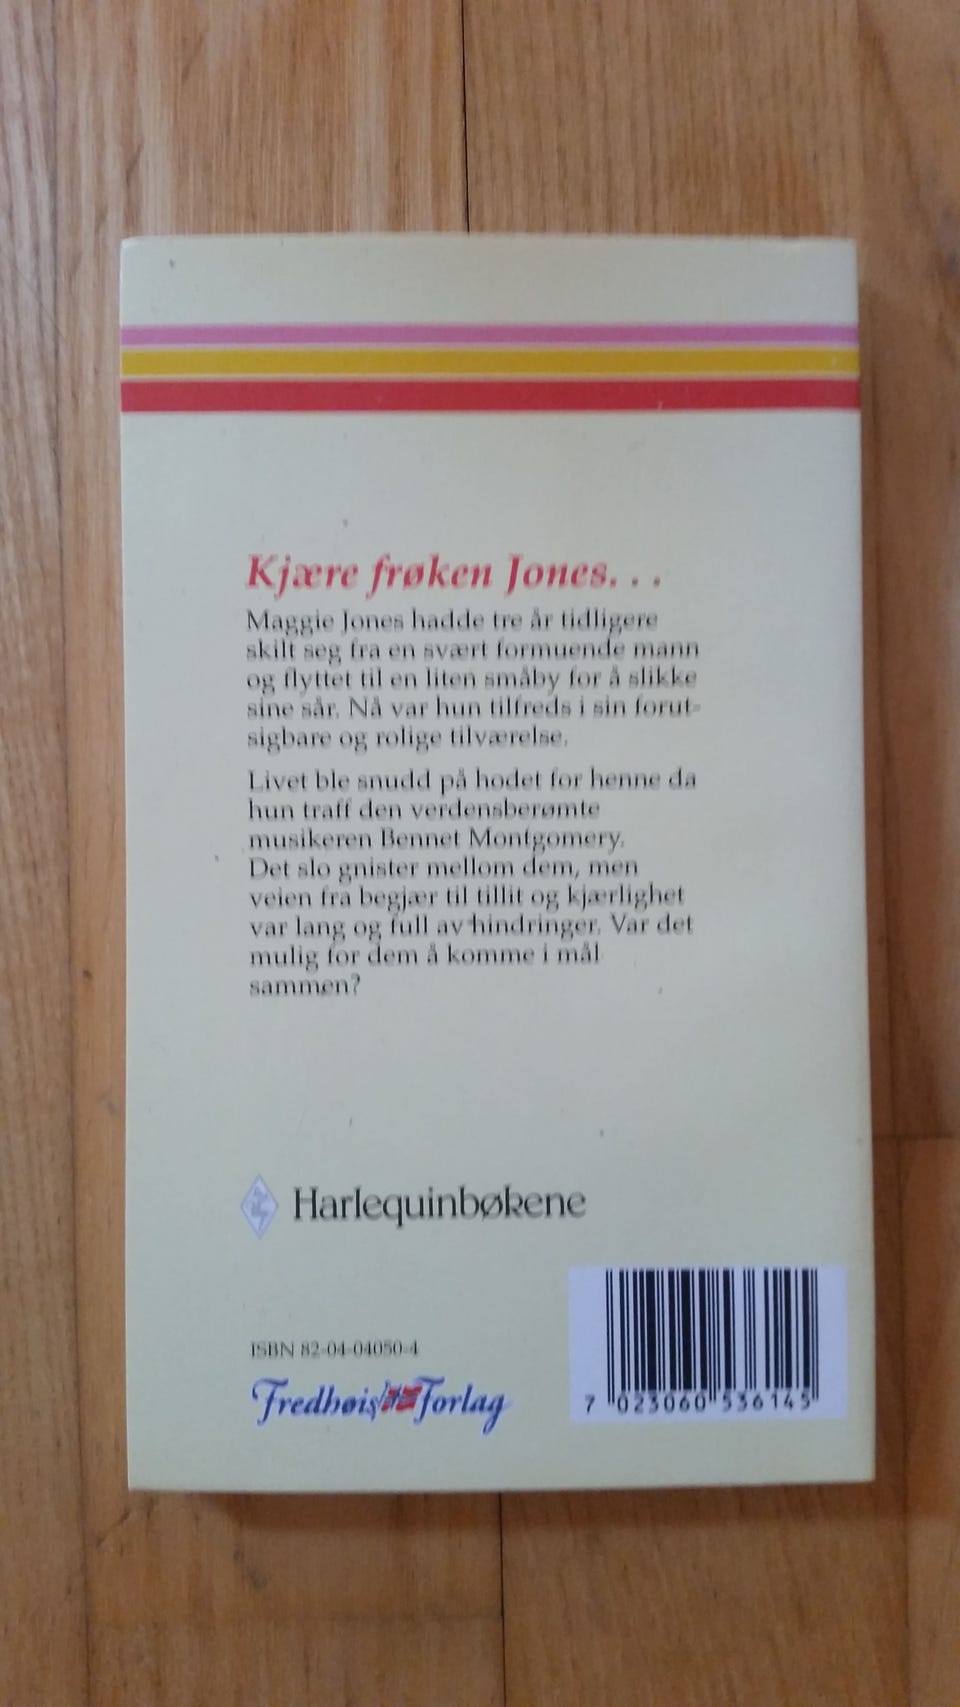 Kjære frøken Jones. . .
Maggie Jones hadde tre år tidligere
skilt seg fra en svært formuende mann
og flyttet til en liten småby for å slikke
sine sår. Nå var hun tilfreds i sin forut-
sigbare og rolige tilværelse.
Livet ble snudd på hodet for henne da
hun traff den verdensberømte
musikeren Bennet Montgomery.
Det slo gnister mellom dem, men
veien fra begjær til tillit og kjærlighet
var lang og full av hindringer. Var det
mulig for dem å komme i mål
sammen?
Harlequinbøkene
ISBN 82-04-04050-4
Fredhøis Forlag
7 023060 536145